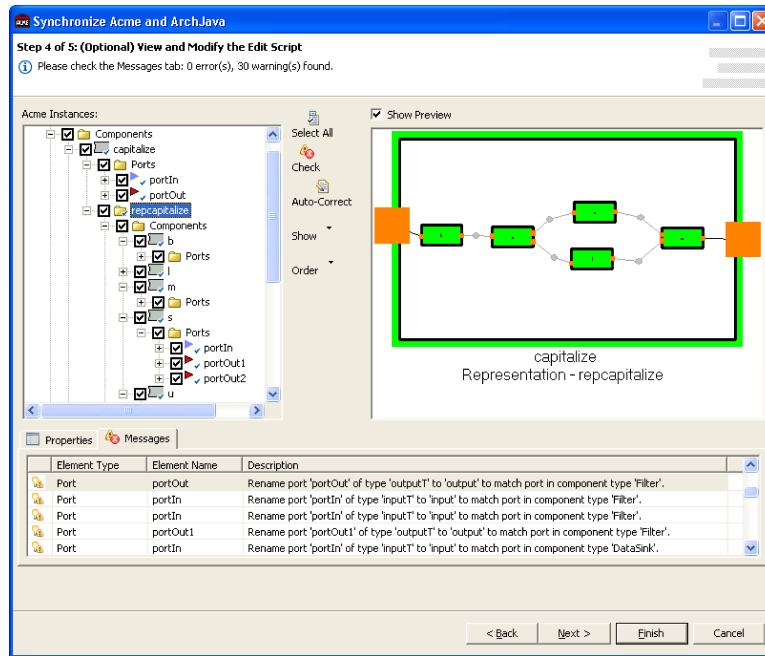 Synchronize Acme and ArchJava
Step 4 of 5: (Optional) View and Modify the Edit Script
Please check the Messages tab: 0 error(s), 30 warning(s) found.
Acme Instances:
Components
capitalize
Ports
portIn
portOut
repcapitalize
Components
b
Ports
l
m
Ports
s
Ports
portIn
portOut1
portOut2
u
Select All
Check
Auto-Correct
Show
Order
Show Preview
capitalize
Representation - repcapitalize
Properties Messages
Element Type Element Name Description
Port portOut Rename port 'portOut' of type 'outputT' to 'output' to match port in component type 'Filter'.
Port portIn Rename port 'portIn' of type 'inputT' to 'input' to match port in component type 'Filter'.
Port portIn Rename port 'portIn' of type 'inputT' to 'input' to match port in component type 'Filter'.
Port portOut1 Rename port 'portOut1' of type 'outputT' to 'output' to match port in component type 'Filter'.
Port portIn Rename port 'portIn' of type 'inputT' to 'input' to match port in component type 'DataSink'.
< Back Next > Finish Cancel